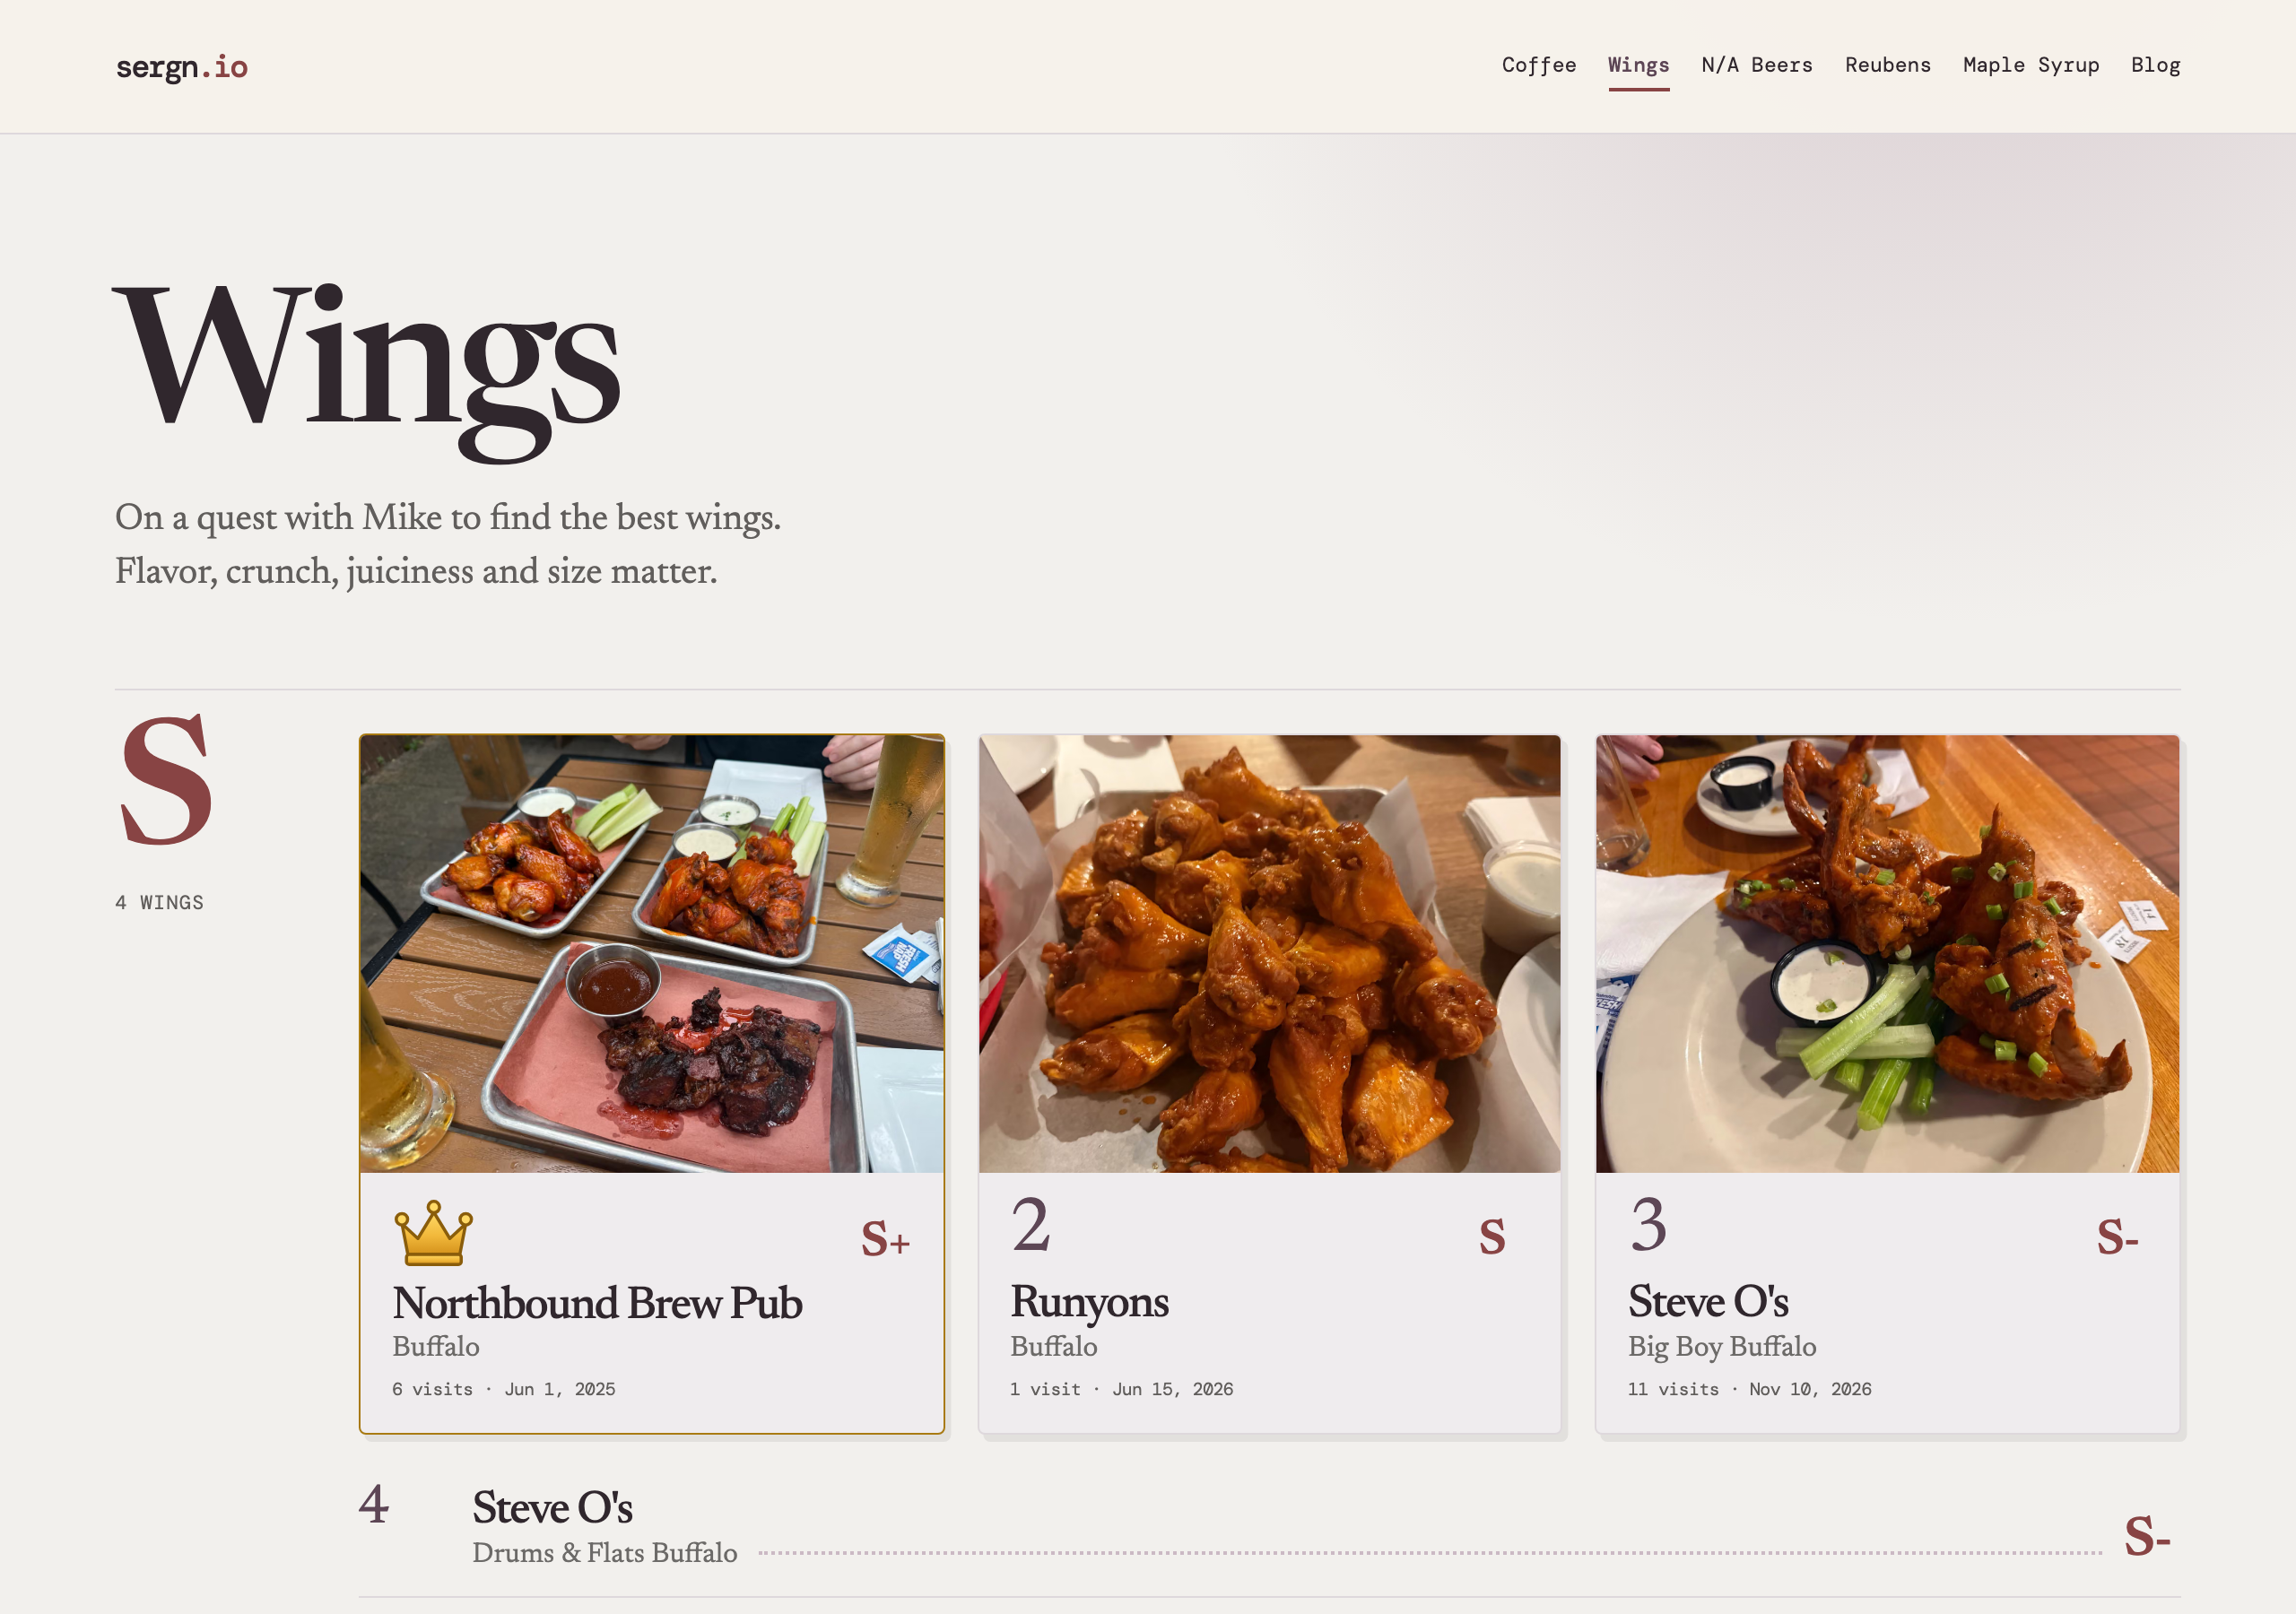 sergn.io
Coffee Wings N/A Beers Reubens Maple Syrup Blog
Wings
On a quest with Mike to find the best wings.
Flavor, crunch, juiciness and size matter.
S
4 WINGS
S+
Northbound Brew Pub
Buffalo
6 visits · Jun 1, 2025
2
S
Runyons
Buffalo
1 visit · Jun 15, 2026
3
S-
Steve O's
Big Boy Buffalo
11 visits · Nov 10, 2026
4
Steve O's
Drums & Flats Buffalo
S-